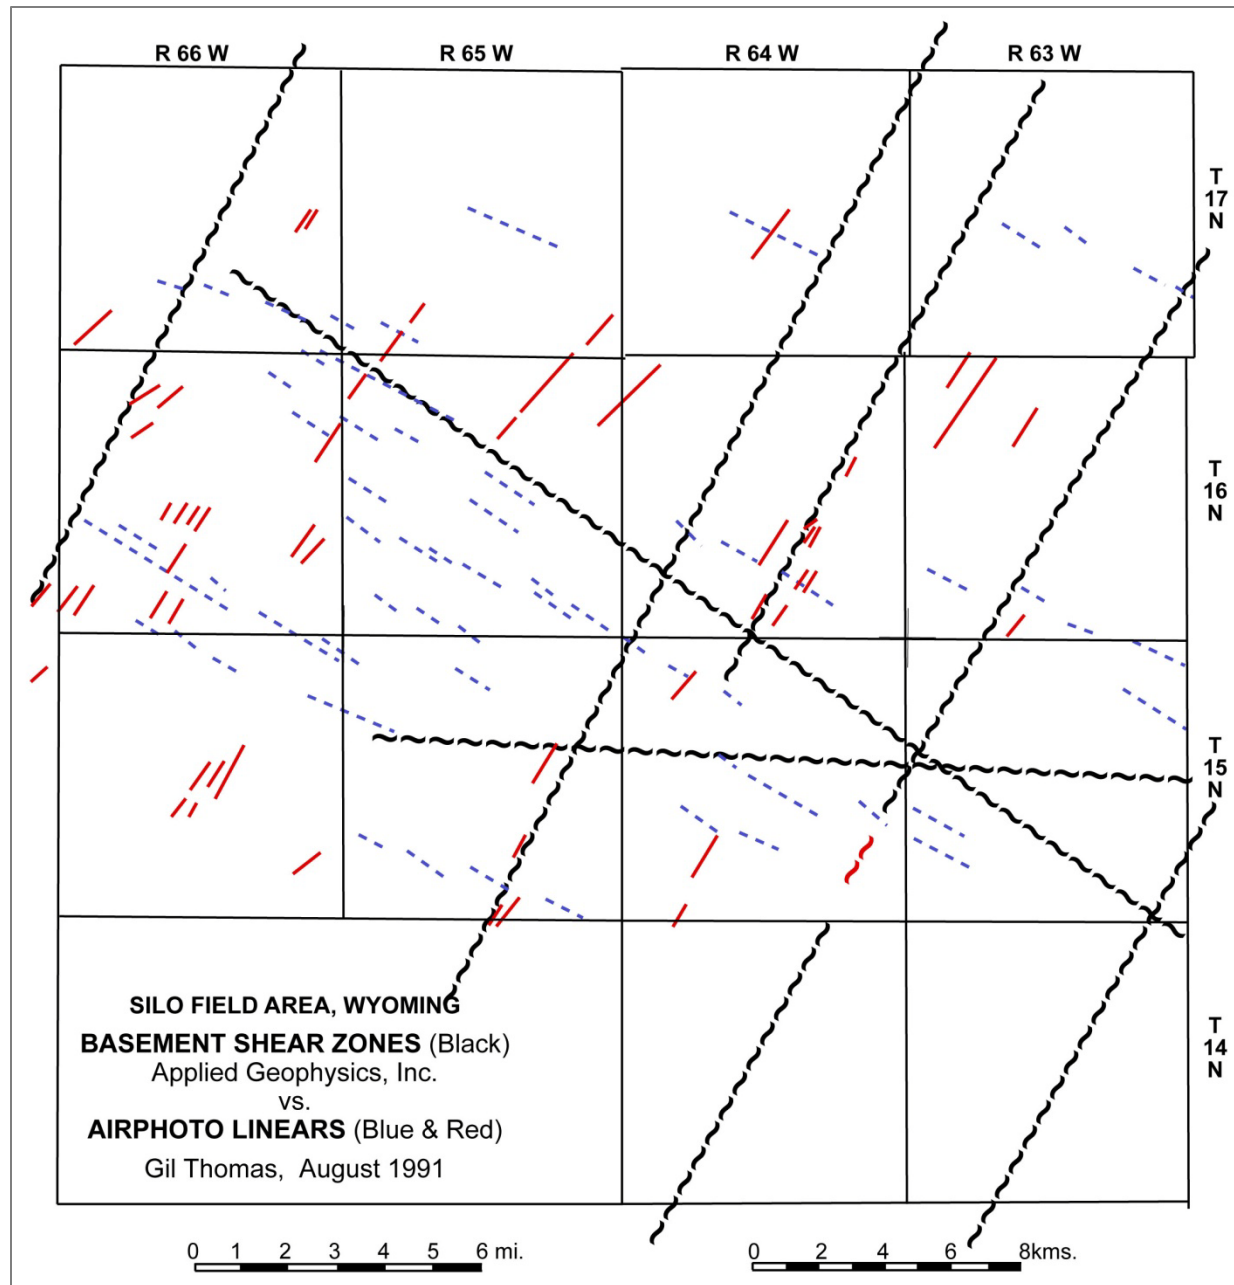 R 66 W R 65 W R 64 W R 63 W
T
17
N
T
16
N
T
15
N
T
14
N
SILO FIELD AREA, WYOMING
BASEMENT SHEAR ZONES (Black)
Applied Geophysics, Inc.
vs.
AIRPHOTO LINEARS (Blue & Red)
Gil Thomas, August 1991
0 1 2 3 4 5 6 mi.
0 2 4 6 8kms.